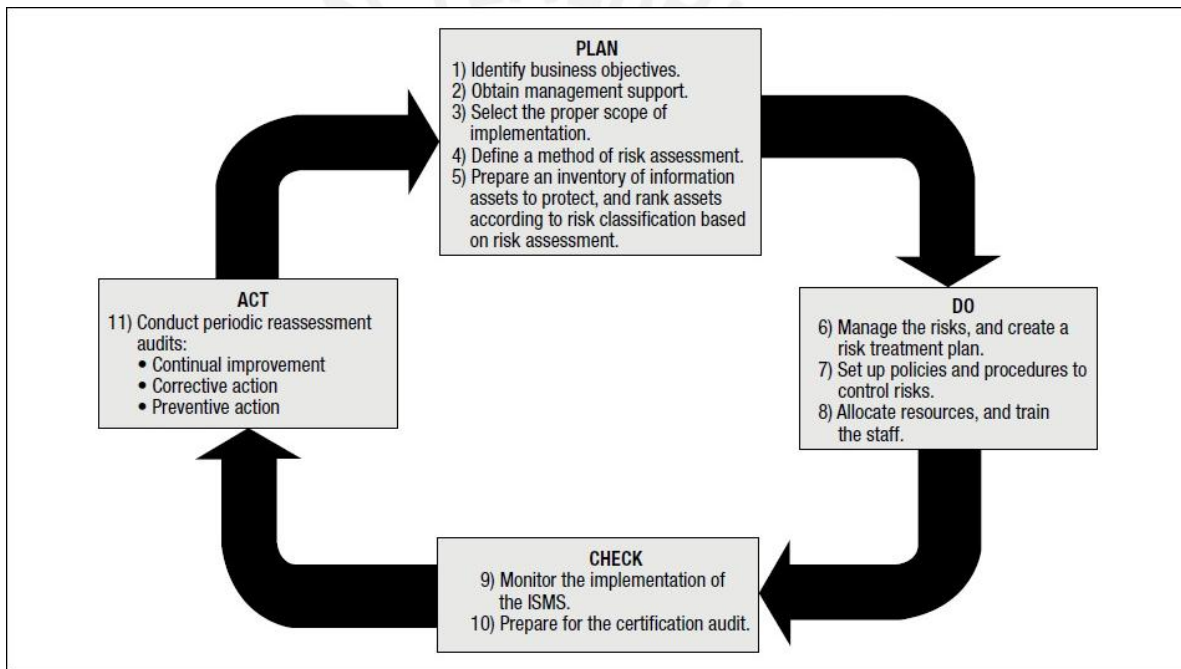 PLAN
1) Identify business objectives.
2) Obtain management support.
3) Select the proper scope of
implementation.
4) Define a method of risk assessment.
5) Prepare an inventory of information
assets to protect, and rank assets
according to risk classification based
on risk assessment.
DO
6) Manage the risks, and create a
risk treatment plan.
7) Set up policies and procedures to
control risks.
8) Allocate resources, and train
the staff.
CHECK
9) Monitor the implementation of
the ISMS.
10) Prepare for the certification audit.
ACT
11) Conduct periodic reassessment
audits:
• Continual improvement
• Corrective action
• Preventive action